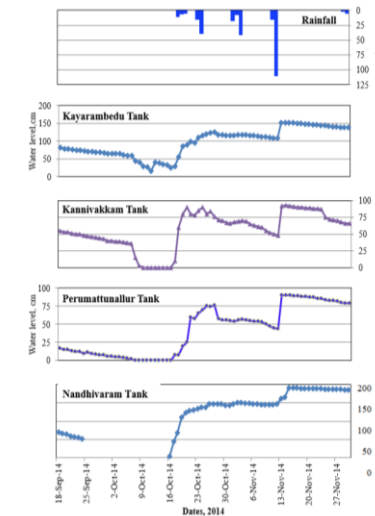 0
25
Rainfall
50
75
100
125
200
Kayarambedu Tank
150
100
50
0
Water level,cm
100
Kannivakkam Tank
75
50
25
0
100
Perumattunallur Tank
75
50
25
0
Water level, cm
200
Nandhivaram Tank
150
100
50
0
18-Sep-14
25-Sep-14
2-Oct-14
9-Oct-14
16-Oct-14
23-Oct-14
30-Oct-14
6-Nov-14
13-Nov-14
20-Nov-14
27-Nov-14
Dates, 2014